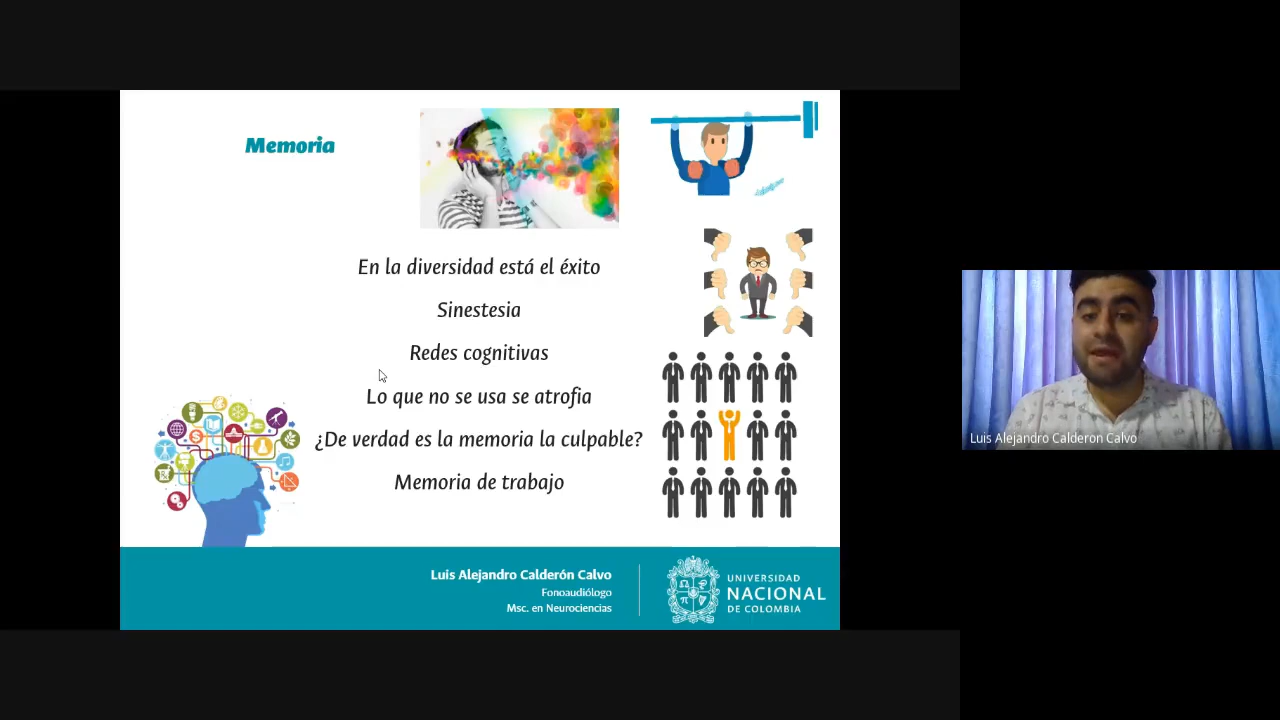 Memoria
En la diversidad está el éxito
Sinestesia
Redes cognitivas
Lo que no se usa se atrofia
¿De verdad es la memoria la culpable?
Memoria de trabajo
Luis Alejandro Calderón Calvo
Fonoaudiólogo
Msc. en Neurociencias
UNIVERSIDAD
NACIONAL
DE COLOMBIA
Luis Alejandro Calderon Calvo